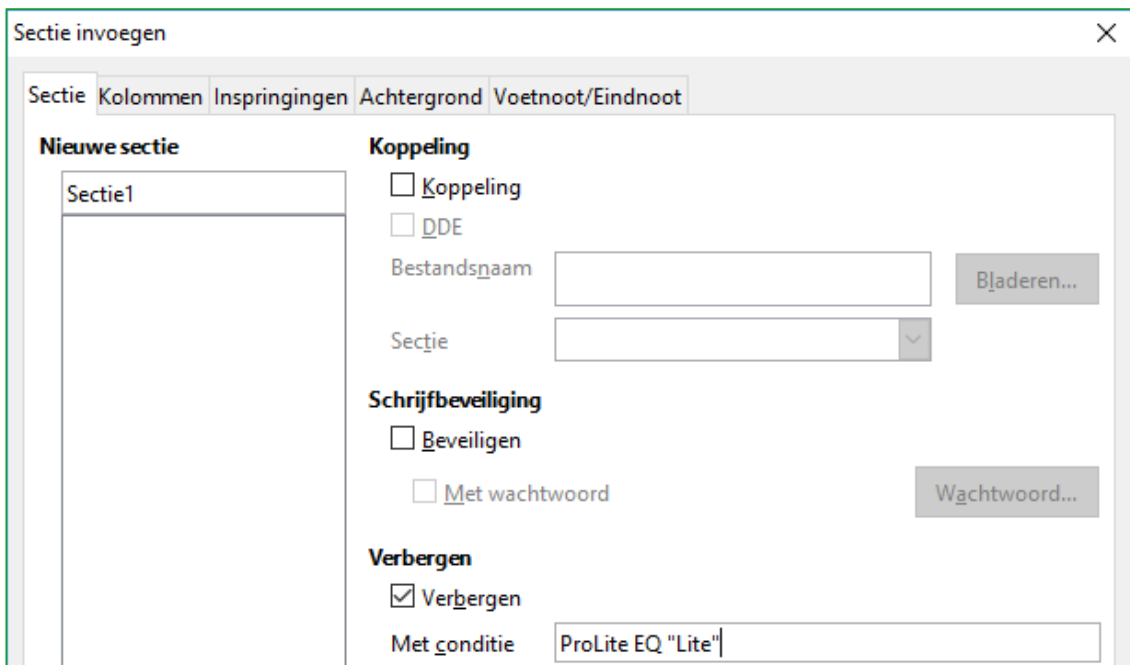 Sectie invoegen
Sectie Kolommen Inspringingen Achtergrond Voetnoot/Eindnoot
Nieuwe sectie
Sectie1
Koppeling
Koppeling
DDE
Bestandsnaam
Bladeren...
Sectie
Schrijfbeveiliging
Beveiligen
Met wachtwoord
Wachtwoord...
Verbergen
Verbergen
Met conditie ProLite EQ "Lite"